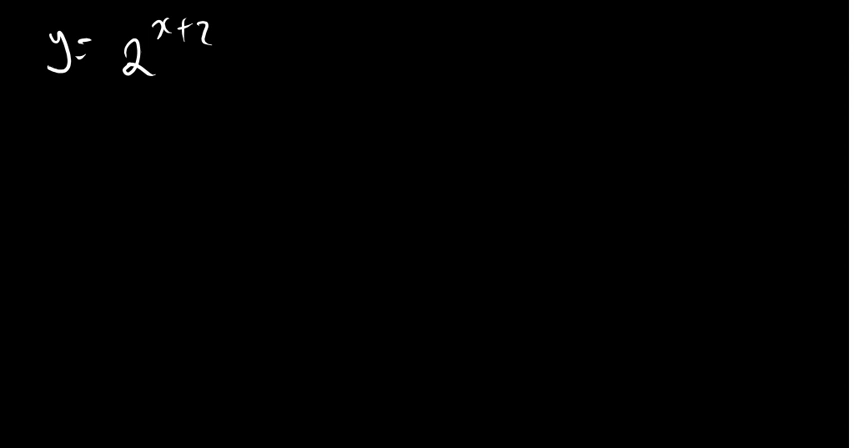 y = 2^{x+2}